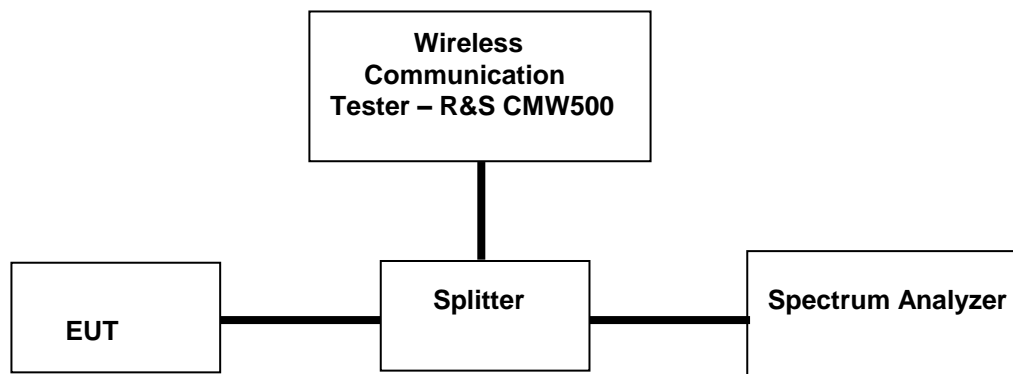 Wireless
Communication
Tester – R&S CMW500
Splitter
Spectrum Analyzer
EUT